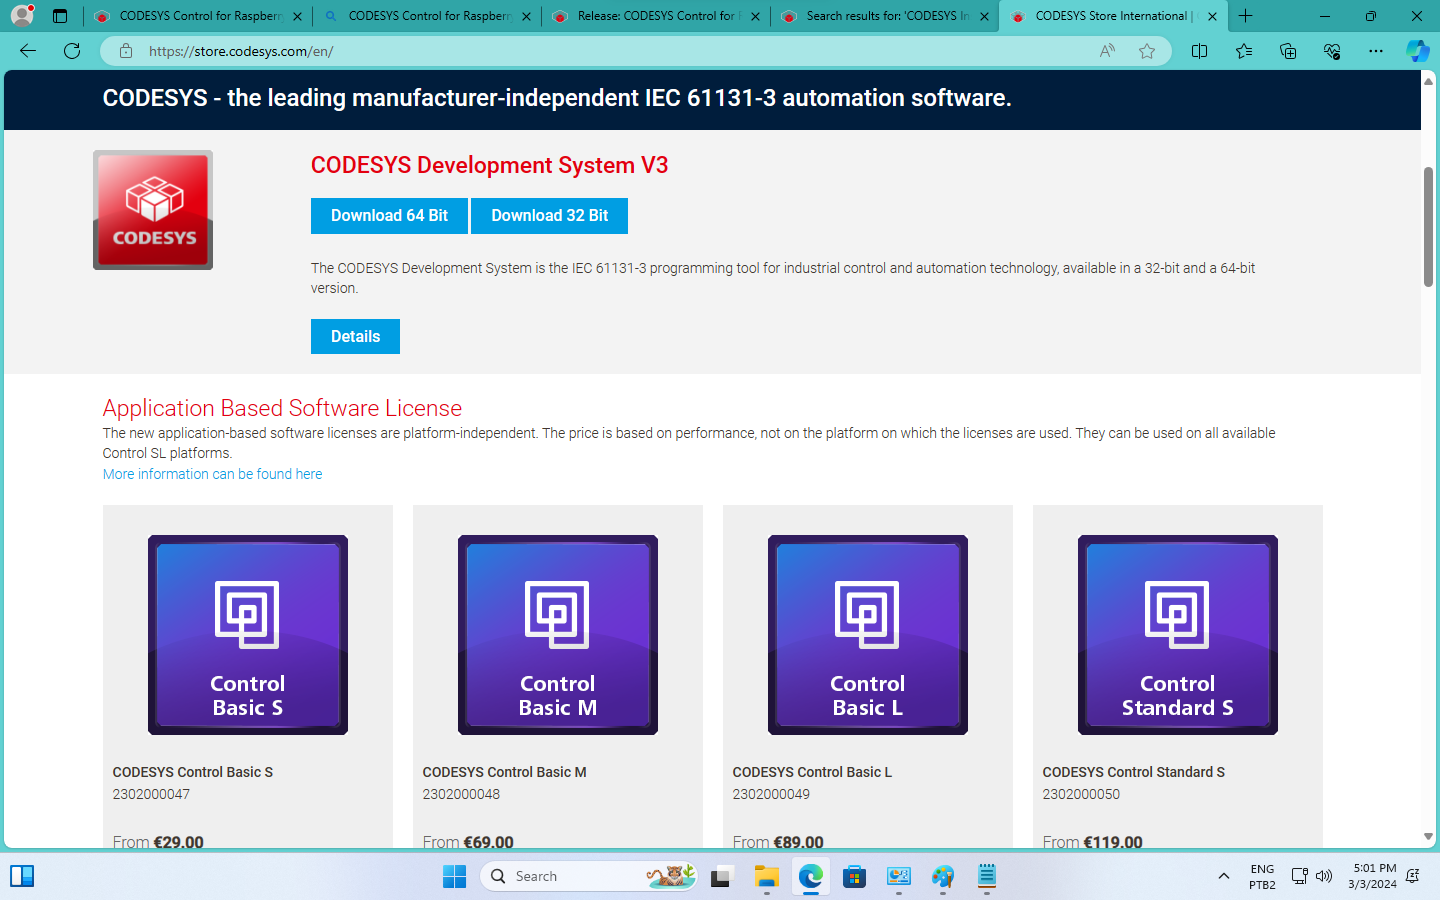 CODESYS Control for Raspberry
CODESYS Control for Raspberry
Release: CODESYS Control for
Search results for: 'CODESYS In
CODESYS Store International |
https://store.codesys.com/en/
CODESYS - the leading manufacturer-independent IEC 61131-3 automation software.
CODESYS
CODESYS Development System V3
Download 64 Bit
Download 32 Bit
The CODESYS Development System is the IEC 61131-3 programming tool for industrial control and automation technology, available in a 32-bit and a 64-bit
version.
Details
Application Based Software License
The new application-based software licenses are platform-independent. The price is based on performance, not on the platform on which the licenses are used. They can be used on all available
Control SL platforms.
More information can be found here
Control
Basic S
Control
Basic M
Control
Basic L
Control
Standard S
CODESYS Control Basic S
2302000047
From €29.00
CODESYS Control Basic M
2302000048
From €69.00
CODESYS Control Basic L
2302000049
From €89.00
CODESYS Control Standard S
2302000050
From €119.00
Search
ENG
PTB2
5:01 PM
3/3/2024